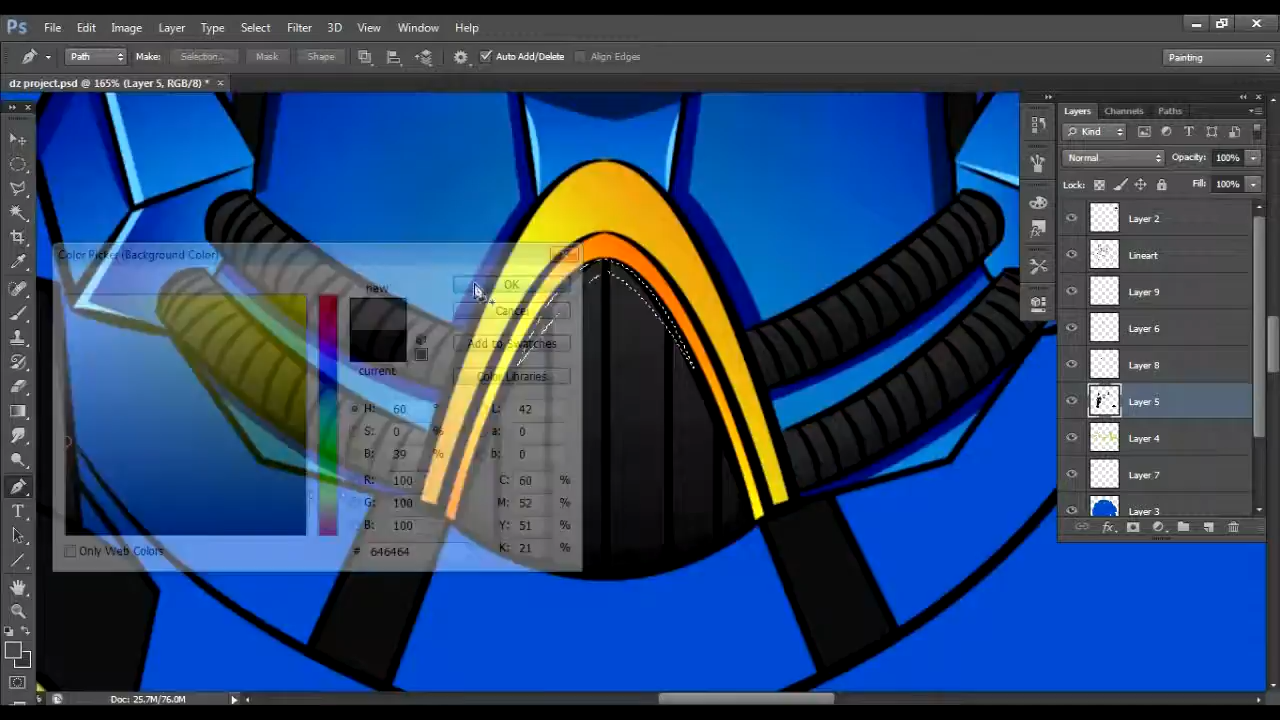 Ps File Edit Image Layer Type Select Filter 3D View Window Help
Path Make: Selection... Mask Shape Auto Add/Delete Align Edges Painting
dz project.psd @ 165% (Layer 5, RGB/8) * ×
Layers Channels Paths
Kind
Normal Opacity: 100%
Lock: Fill: 100%
Layer 2
Lineart
Layer 9
Layer 6
Layer 8
Layer 5
Layer 4
Layer 7
Layer 3
Color Picker (Background Color)
new
current
OK
Cancel
Add to Swatches
Color Libraries
H: 60 ° L: 42
S: 0 % a: 0
B: 39 % b: 0
R: 100 C: 60 %
G: 100 M: 52 %
B: 100 Y: 51 %
# 646464 K: 21 %
Only Web Colors
Doc: 25.7M/76.0M